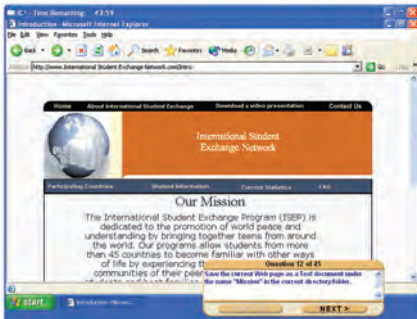 IC³ - Time Remaining: 43:59
Introduction - Microsoft Internet Explorer
File Edit View Favorites Tools Help
Back Search Favorites Media
Address http://www.International Student Exchange Network.com/Intro- Go
Home About International Student Exchange Download a video presentation Contact Us
International Student
Exchange Network
Participating Countries Student Information Current Statistics FAQ
Our Mission
The International Student Exchange Program (ISEP) is
dedicated to the promotion of world peace and
understanding by bringing together teens from around
the world. Our programs allow students from more
than 45 countries to become familiar with other ways
of life by experiencing
communities of their peer
Question 12 of 45
Save the current Web page as a Text document under
the name "Mission" in the current directory/folder.
NEXT >
start Introduction - Micros...